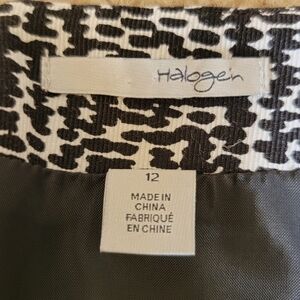 Halogen
12
MADE IN
CHINA
FABRIQUÉ
EN CHINE